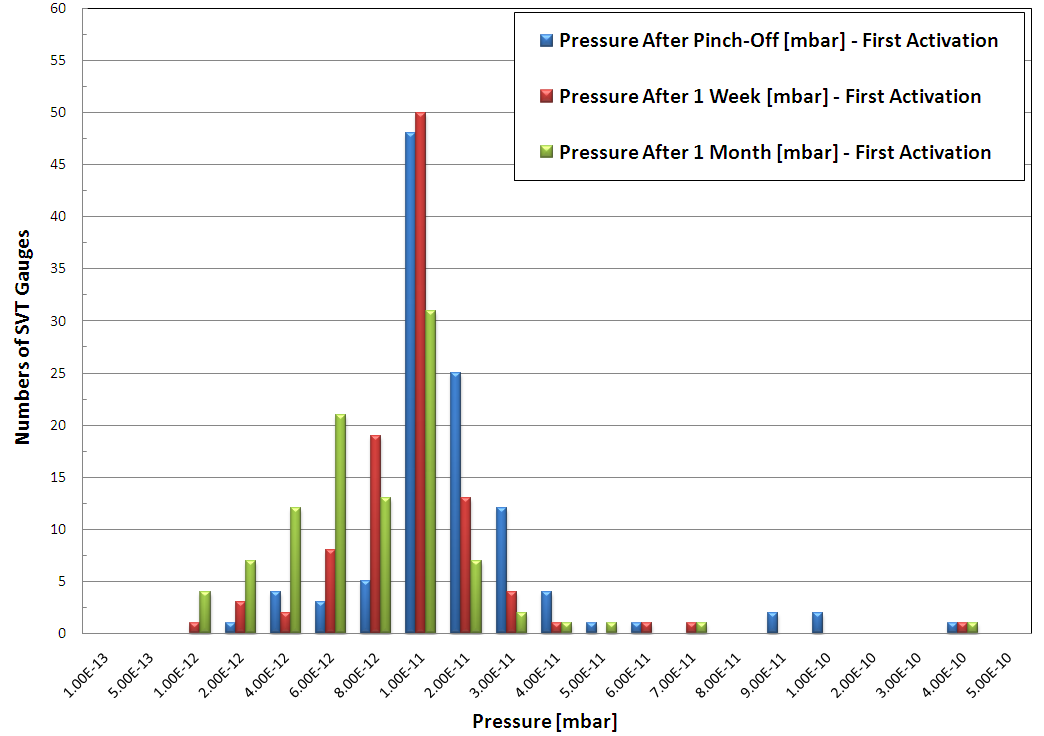 60
55
50
45
40
35
30
25
20
15
10
5
0
Numbers of SVT Gauges
Pressure After Pinch-Off [mbar] - First Activation
Pressure After 1 Week [mbar] - First Activation
Pressure After 1 Month [mbar] - First Activation
1.00E-13
5.00E-13
1.00E-12
2.00E-12
4.00E-12
6.00E-12
8.00E-12
1.00E-11
2.00E-11
3.00E-11
4.00E-11
5.00E-11
6.00E-11
7.00E-11
8.00E-11
9.00E-11
1.00E-10
2.00E-10
3.00E-10
4.00E-10
5.00E-10
Pressure [mbar]